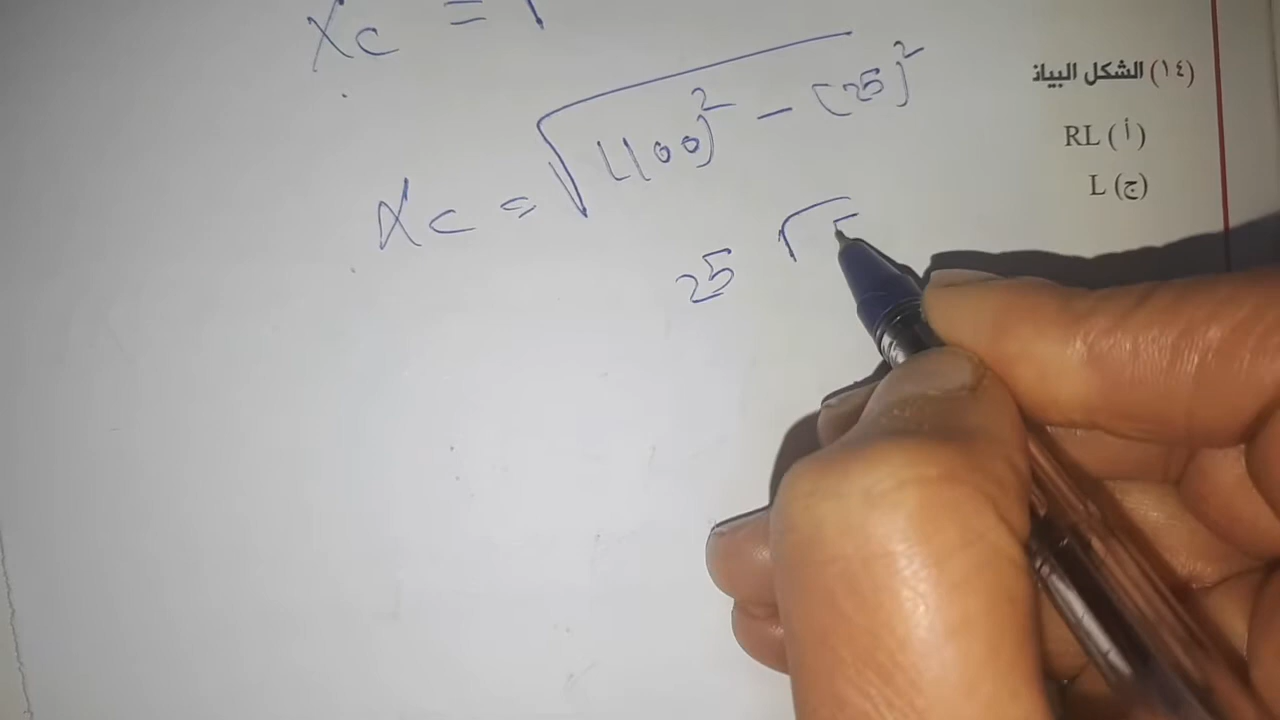 Xc = √
Xc = √(100)² - (25)²
25 √
(١٤) الشكل البياذ
(أ) RL
(ج) L